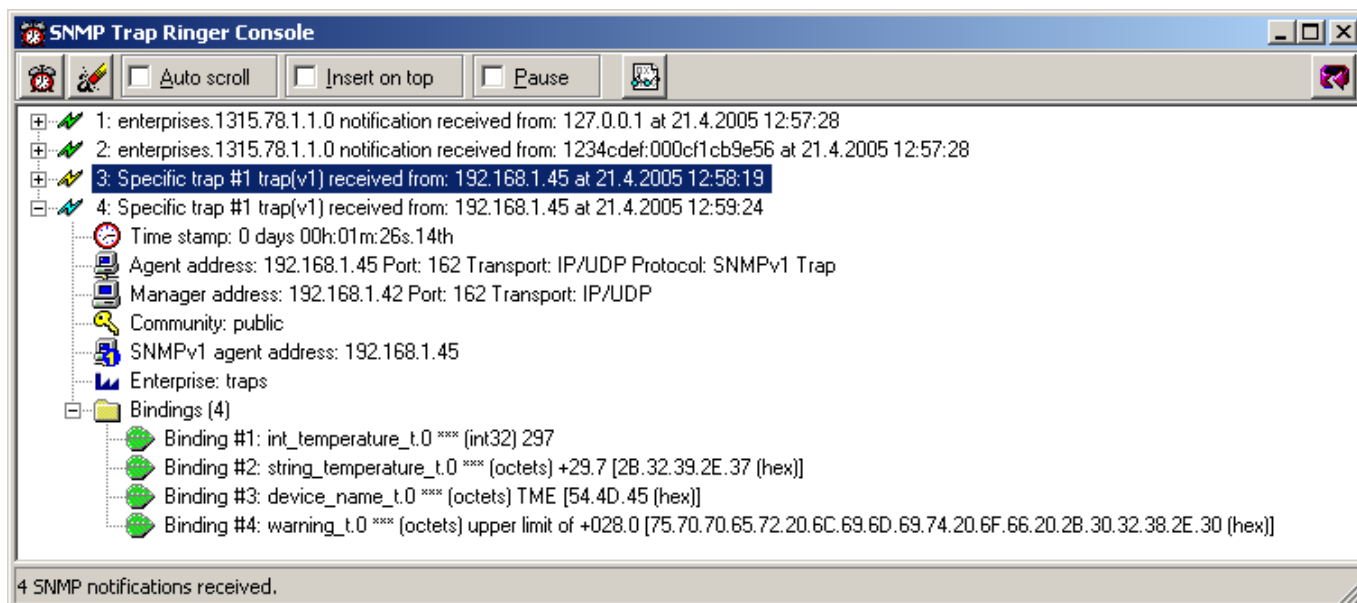 SNMP Trap Ringer Console
Auto scroll Insert on top Pause
1: enterprises.1315.78.1.1.0 notification received from: 127.0.0.1 at 21.4.2005 12:57:28
2: enterprises.1315.78.1.1.0 notification received from: 1234cdef:000cf1cb9e56 at 21.4.2005 12:57:28
3: Specific trap #1 trap(v1) received from: 192.168.1.45 at 21.4.2005 12:58:19
4: Specific trap #1 trap(v1) received from: 192.168.1.45 at 21.4.2005 12:59:24
Time stamp: 0 days 00h:01m:26s.14th
Agent address: 192.168.1.45 Port: 162 Transport: IP/UDP Protocol: SNMPv1 Trap
Manager address: 192.168.1.42 Port: 162 Transport: IP/UDP
Community: public
SNMPv1 agent address: 192.168.1.45
Enterprise: traps
Bindings (4)
Binding #1: int_temperature_t.0 *** (int32) 297
Binding #2: string_temperature_t.0 *** (octets) +29.7 [2B.32.39.2E.37 (hex)]
Binding #3: device_name_t.0 *** (octets) TME [54.4D.45 (hex)]
Binding #4: warning_t.0 *** (octets) upper limit of +028.0 [75.70.70.65.72.20.6C.69.6D.69.74.20.6F.66.20.2B.30.32.38.2E.30 (hex)]
4 SNMP notifications received.